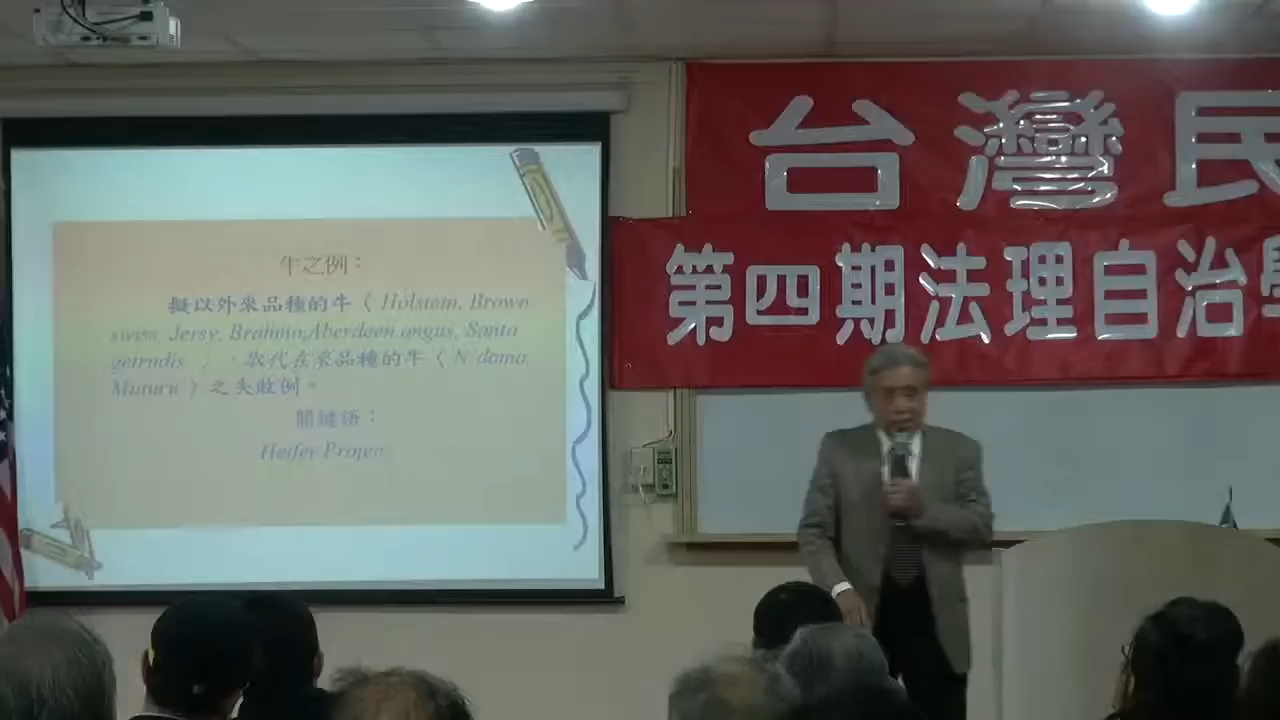 牛之例：
擬以外來品種的牛（Holstein, Brown
swiss, Jersy, Brahma,Aberdeen angus, Santa
getrudis ），取代在來品種的牛（N'dama
Muturu）之失敗例。
關鍵語：
Heifer Project
台灣民
第四期法理自治學